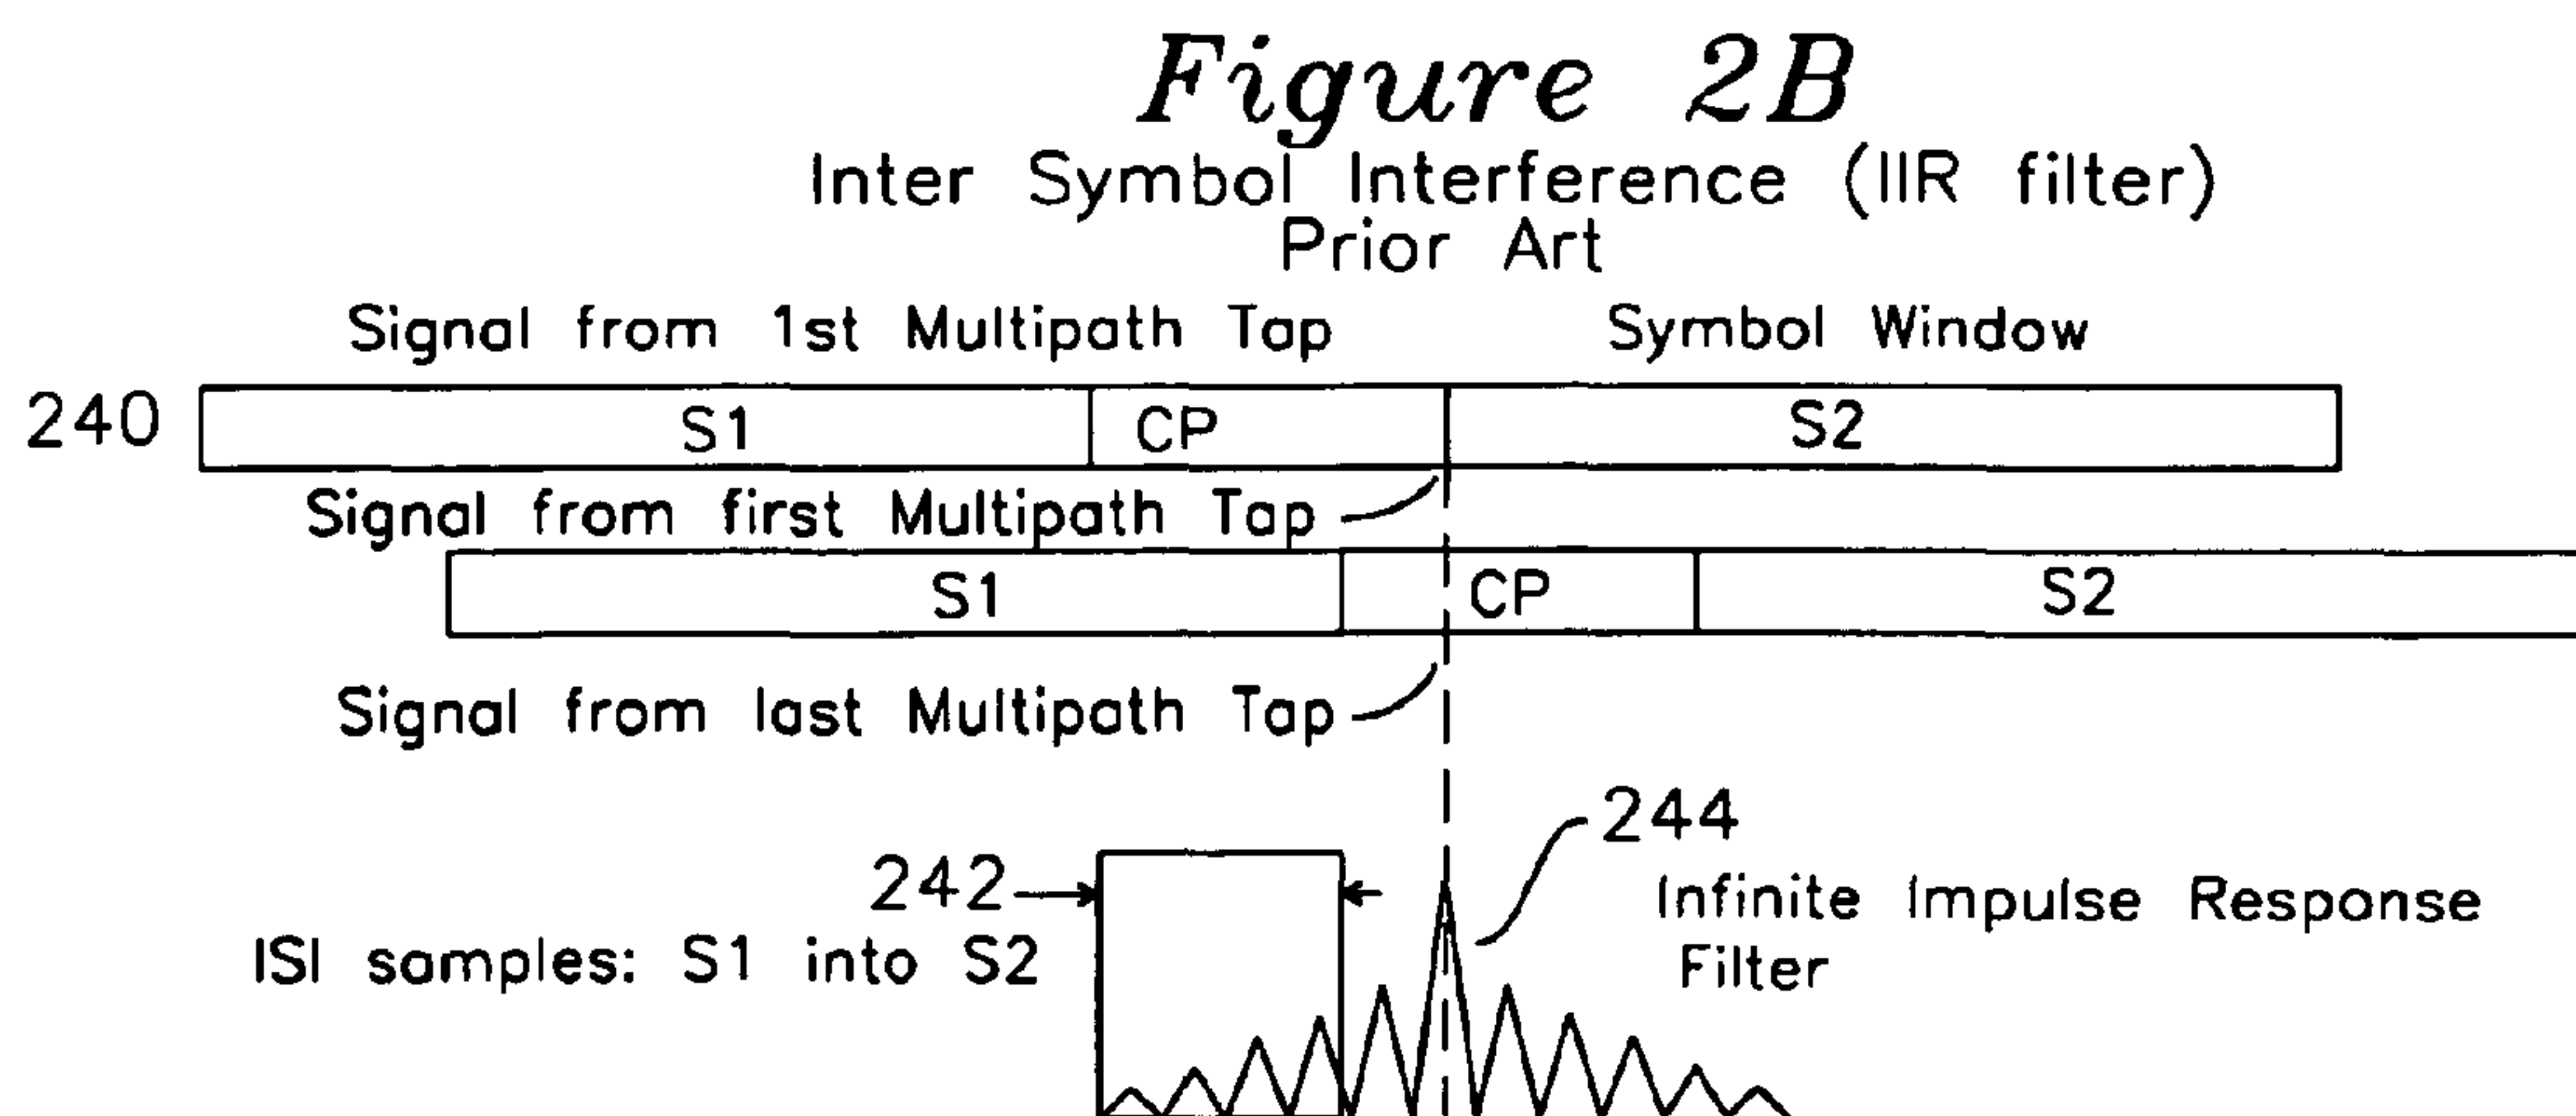 Figure 2B
Inter Symbol Interference (IIR filter)
Prior Art
Signal from 1st Multipath Tap
Symbol Window
240
S1
CP
S2
Signal from first Multipath Tap
S1
CP
S2
Signal from last Multipath Tap
244
242
Infinite Impulse Response
Filter
ISI samples: S1 into S2